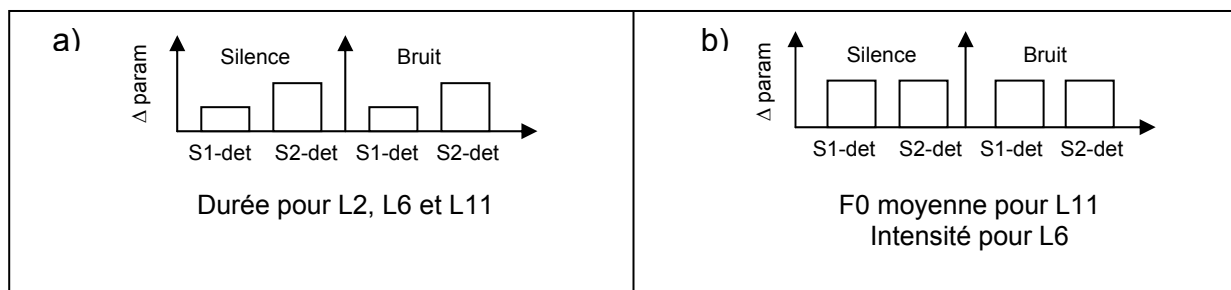 a)
Δ param
Silence
Bruit
S1-det S2-det S1-det S2-det
Durée pour L2, L6 et L11
b)
Δ param
Silence
Bruit
S1-det S2-det S1-det S2-det
F0 moyenne pour L11
Intensité pour L6